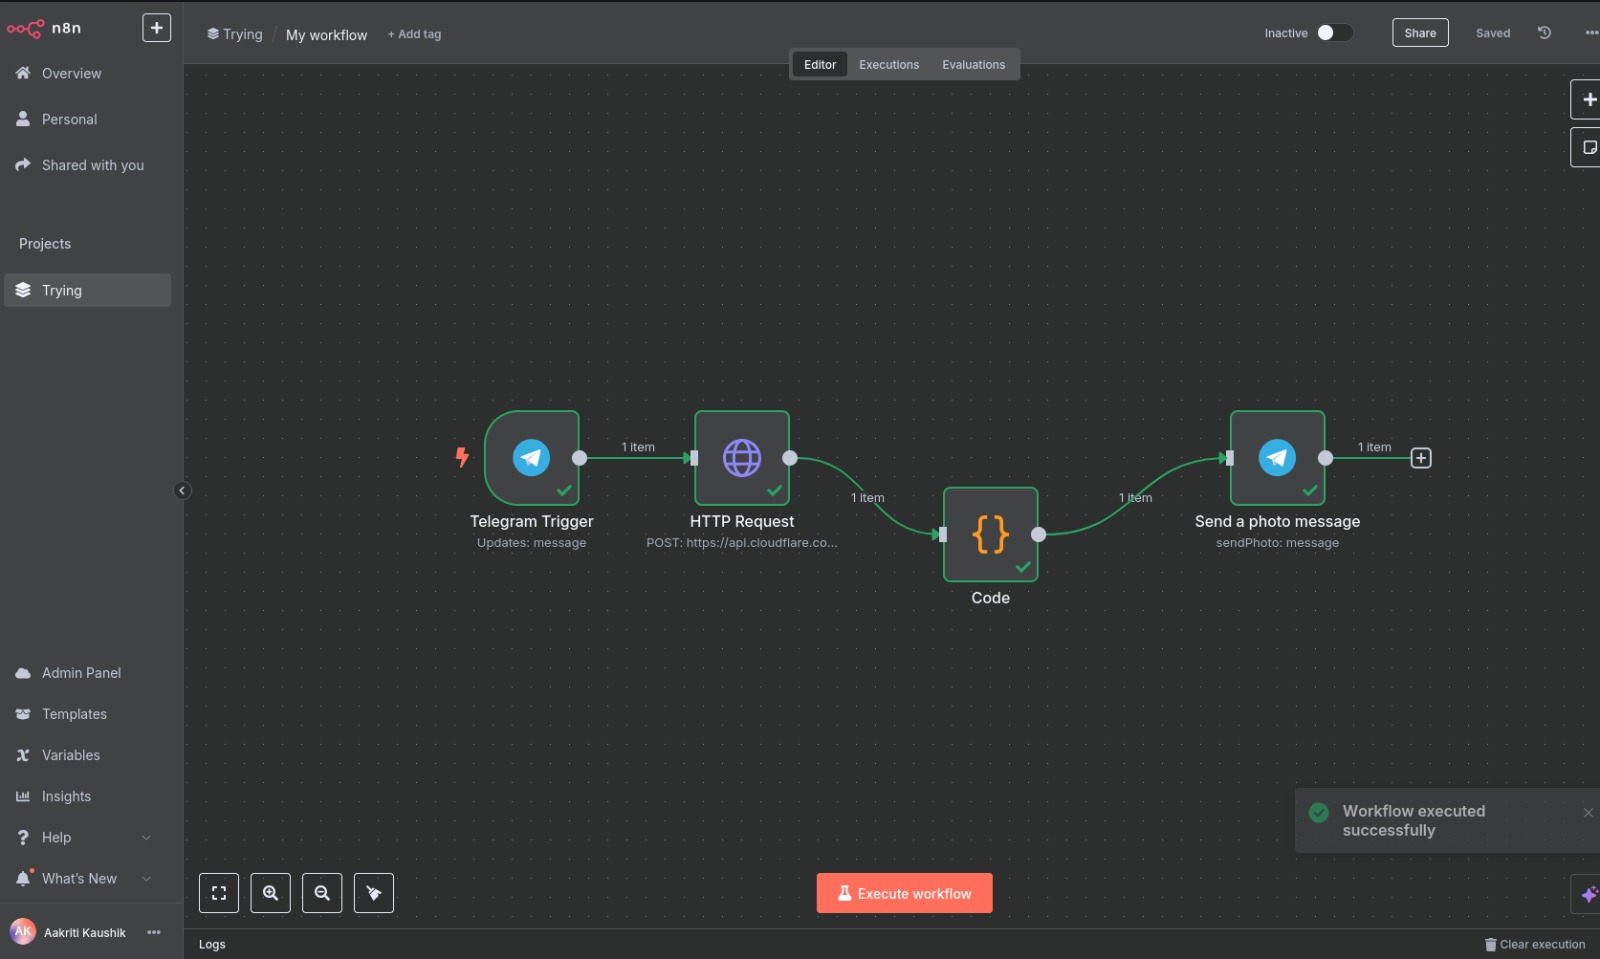 n8n
Overview
Personal
Shared with you
Projects
Trying
Admin Panel
Templates
Variables
Insights
Help
What's New
AK Aakriti Kaushik
Trying / My workflow + Add tag
Inactive
Share
Saved
Editor Executions Evaluations
1 item
1 item
1 item
1 item
Telegram Trigger
Updates: message
HTTP Request
POST: https://api.cloudflare.co...
{}
Code
Send a photo message
sendPhoto: message
Workflow executed
successfully
Execute workflow
Logs
Clear execution